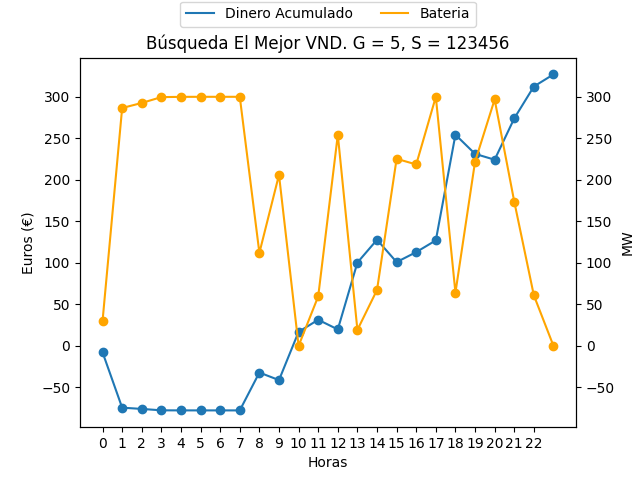 Dinero Acumulado Bateria
Búsqueda El Mejor VND. G = 5, S = 123456
300 300
250 250
200 200
150 150
100 100
50 50
0 0
−50 −50
Euros (€)
MW
0 1 2 3 4 5 6 7 8 9 10 11 12 13 14 15 16 17 18 19 20 21 22
Horas